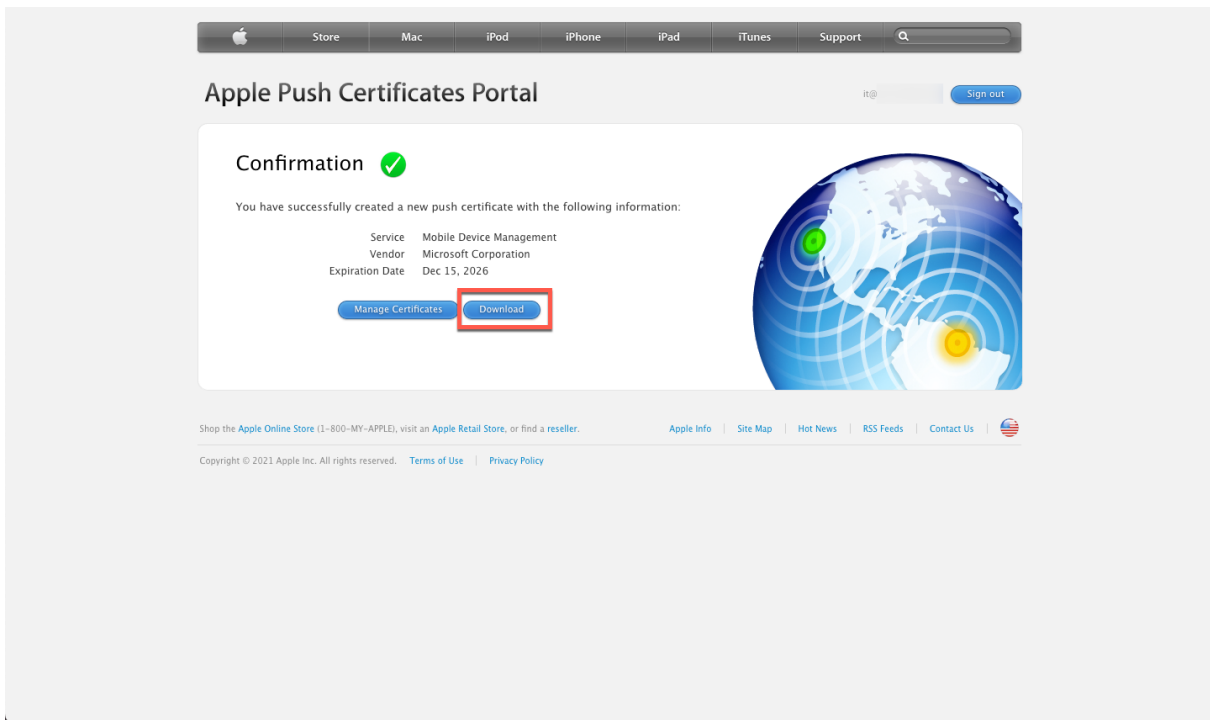 Store Mac iPod iPhone iPad iTunes Support
Apple Push Certificates Portal
it@ Sign out
Confirmation
You have successfully created a new push certificate with the following information:
Service Mobile Device Management
Vendor Microsoft Corporation
Expiration Date Dec 15, 2026
Manage Certificates Download
Shop the Apple Online Store (1-800-MY-APPLE), visit an Apple Retail Store, or find a reseller. Apple Info | Site Map | Hot News | RSS Feeds | Contact Us |
Copyright © 2021 Apple Inc. All rights reserved. Terms of Use | Privacy Policy